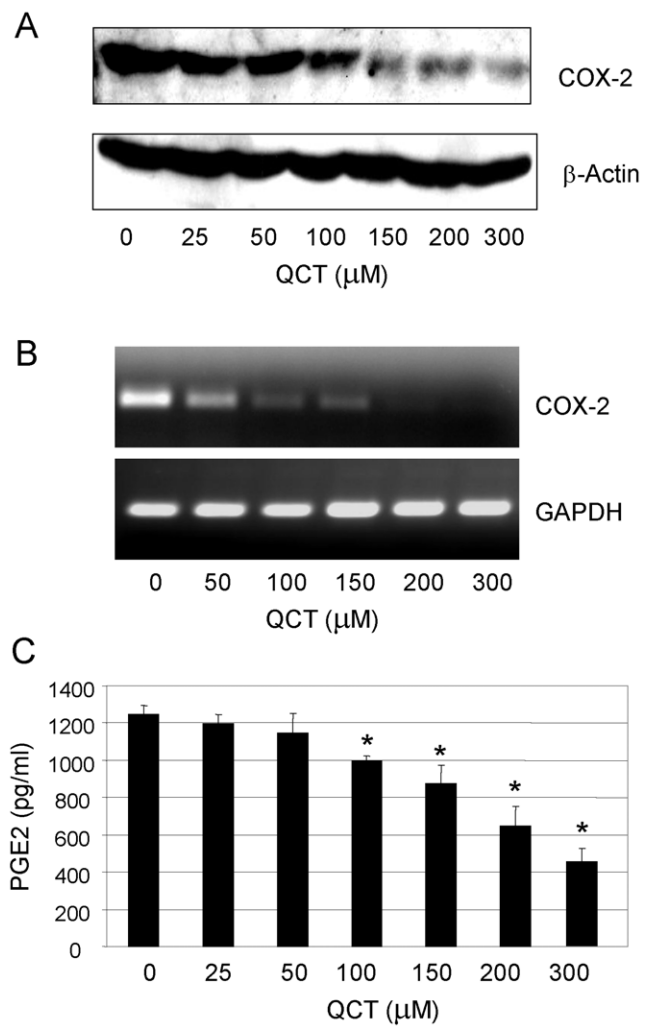 A
COX-2
β-Actin
0 25 50 100 150 200 300
QCT (μM)
B
COX-2
GAPDH
0 50 100 150 200 300
QCT (μM)
C
PGE2 (pg/ml)
1400
1200
1000
800
600
400
200
0
* * * *
0 25 50 100 150 200 300
QCT (μM)